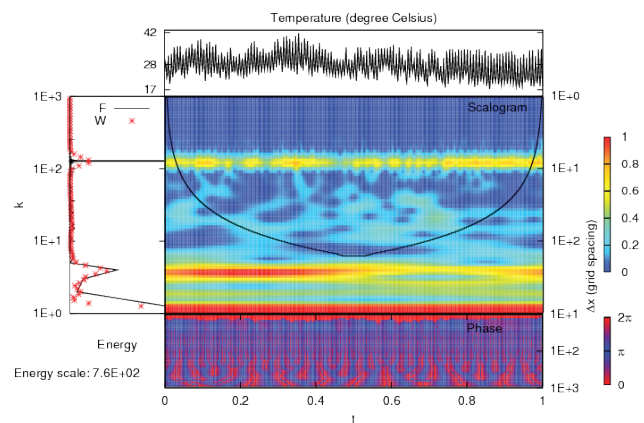 Temperature (degree Celsius)
42
28
17
1E+3
1E+0
F
W
Scalogram
1E+2
1E+1
k
1E+1
1E+2
Δx (grid spacing)
1
0.8
0.6
0.4
0.2
0
1E+0
1E+1
Energy
Phase
1E+2
2π
π
0
Energy scale: 7.6E+02
1E+3
0 0.2 0.4 0.6 0.8 1
t